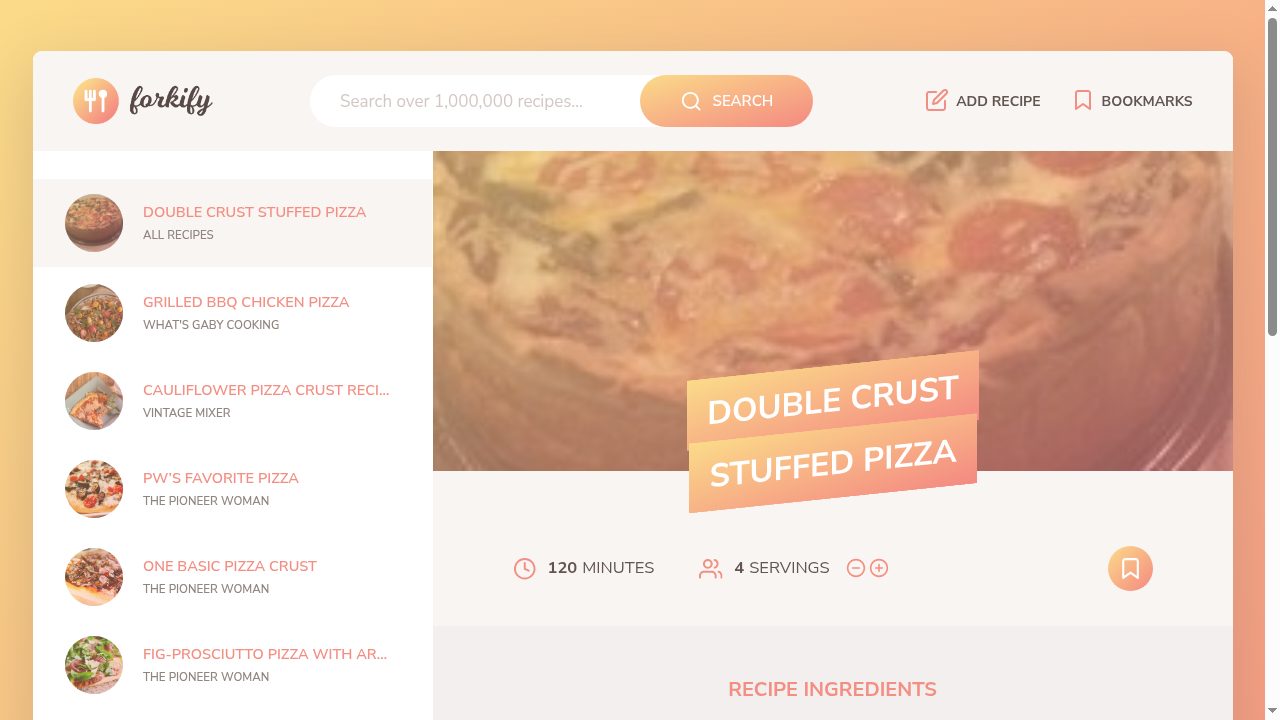 forkify
Search over 1,000,000 recipes...
SEARCH
ADD RECIPE
BOOKMARKS
DOUBLE CRUST STUFFED PIZZA
ALL RECIPES
GRILLED BBQ CHICKEN PIZZA
WHAT'S GABY COOKING
CAULIFLOWER PIZZA CRUST RECI...
VINTAGE MIXER
PW'S FAVORITE PIZZA
THE PIONEER WOMAN
ONE BASIC PIZZA CRUST
THE PIONEER WOMAN
FIG-PROSCIUTTO PIZZA WITH AR...
THE PIONEER WOMAN
DOUBLE CRUST
STUFFED PIZZA
120 MINUTES
4 SERVINGS
RECIPE INGREDIENTS